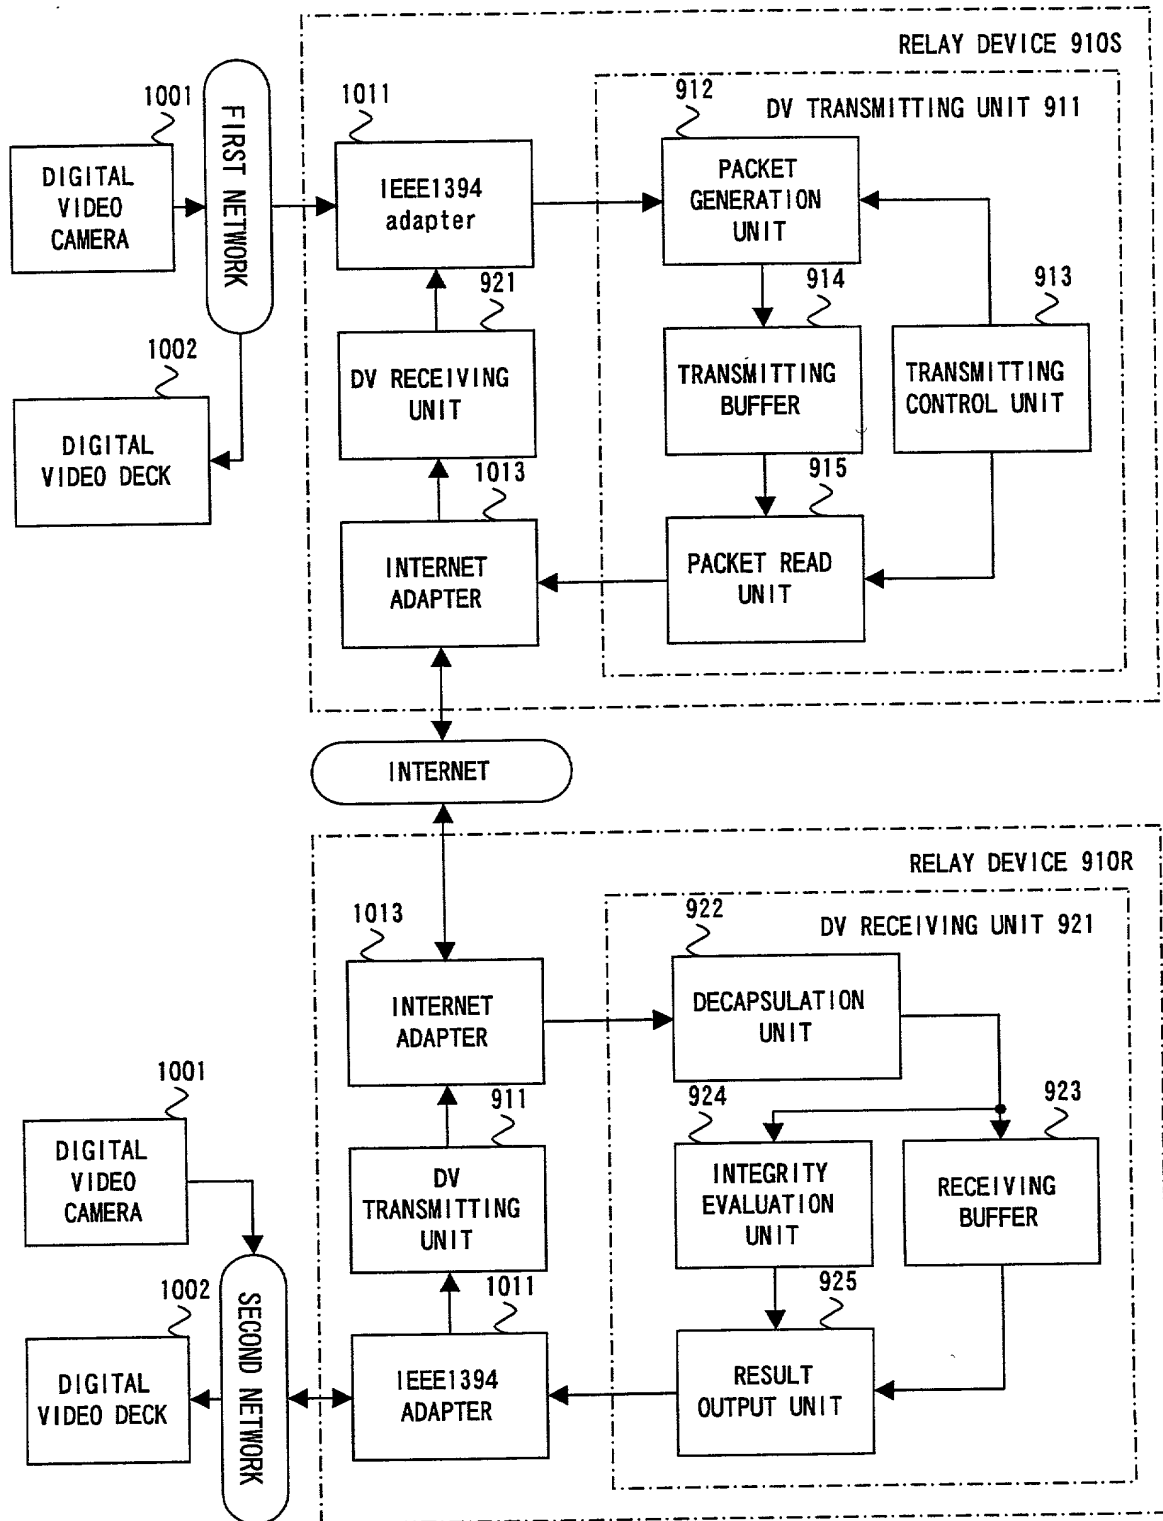 RELAY DEVICE 910S
DV TRANSMITTING UNIT 911
1001
FIRST NETWORK
1011
912
DIGITAL
VIDEO
CAMERA
IEEE1394
adapter
PACKET
GENERATION
UNIT
921
914
913
1002
DV RECEIVING
UNIT
TRANSMITTING
BUFFER
TRANSMITTING
CONTROL UNIT
DIGITAL
VIDEO DECK
1013
915
INTERNET
ADAPTER
PACKET READ
UNIT
INTERNET
RELAY DEVICE 910R
DV RECEIVING UNIT 921
1013
922
INTERNET
ADAPTER
DECAPSULATION
UNIT
1001
911
924
923
DIGITAL
VIDEO
CAMERA
DV
TRANSMITTING
UNIT
INTEGRITY
EVALUATION
UNIT
RECEIVING
BUFFER
1002
SECOND NETWORK
1011
925
DIGITAL
VIDEO DECK
IEEE1394
ADAPTER
RESULT
OUTPUT UNIT